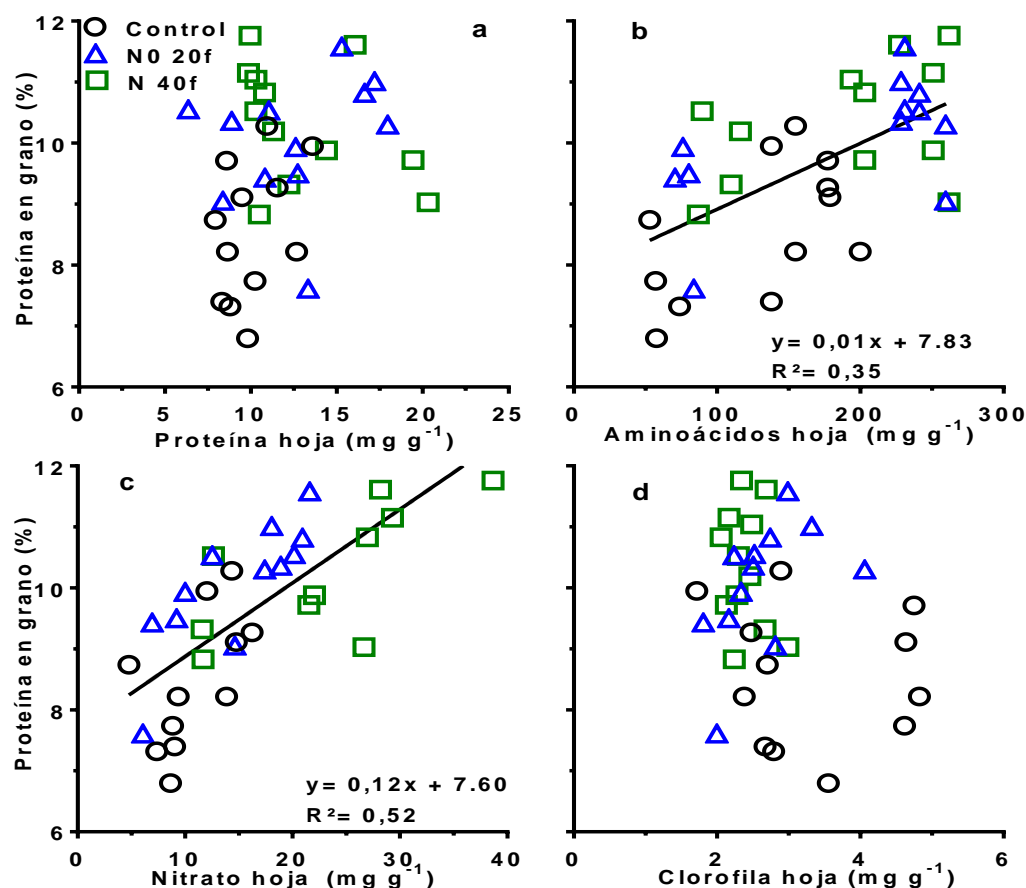 12
Control
a
N0 20f
N 40f
Proteína en grano (%)
10
8
6
0 5 10 15 20 25
Proteína hoja (mg g⁻¹)
b
y= 0,01x + 7.83
R²= 0,35
0 100 200 300
Aminoácidos hoja (mg g⁻¹)
12
c
Proteína en grano (%)
10
8
y= 0,12x + 7.60
R²= 0,52
6
0 10 20 30 40
Nitrato hoja (mg g⁻¹)
d
0 2 4 6
Clorofila hoja (mg g⁻¹)